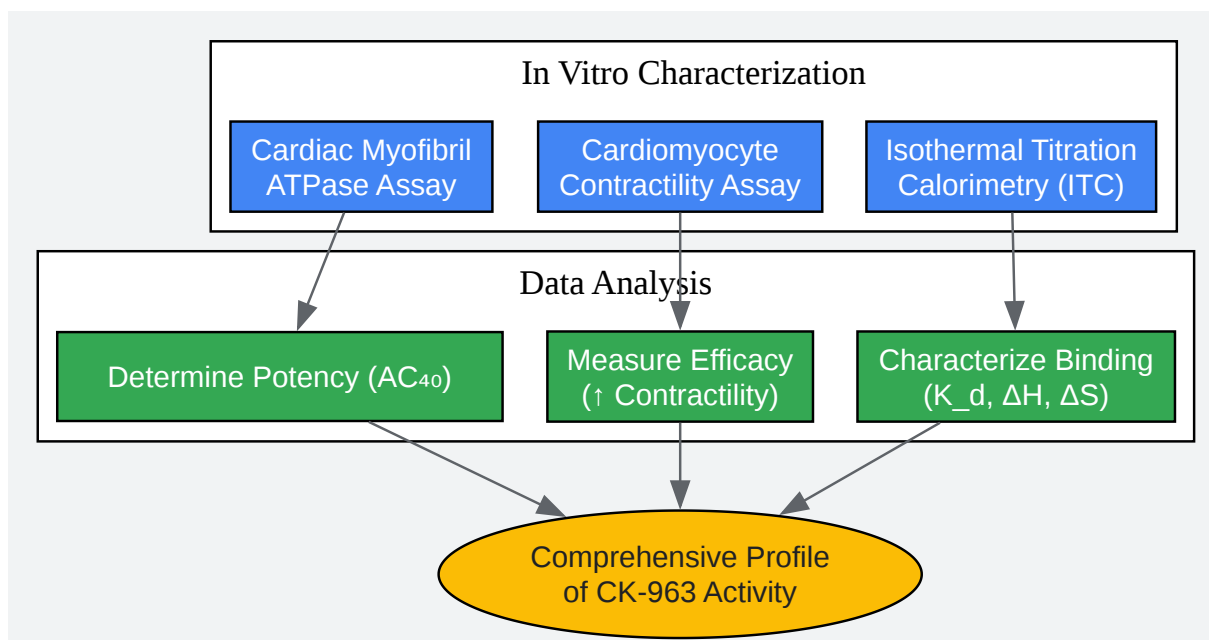 In Vitro Characterization
Cardiac Myofibril
ATPase Assay
Cardiomyocyte
Contractility Assay
Isothermal Titration
Calorimetry (ITC)
Data Analysis
Determine Potency (AC₄₀)
Measure Efficacy
(↑ Contractility)
Characterize Binding
(K_d, ΔH, ΔS)
Comprehensive Profile
of CK-963 Activity